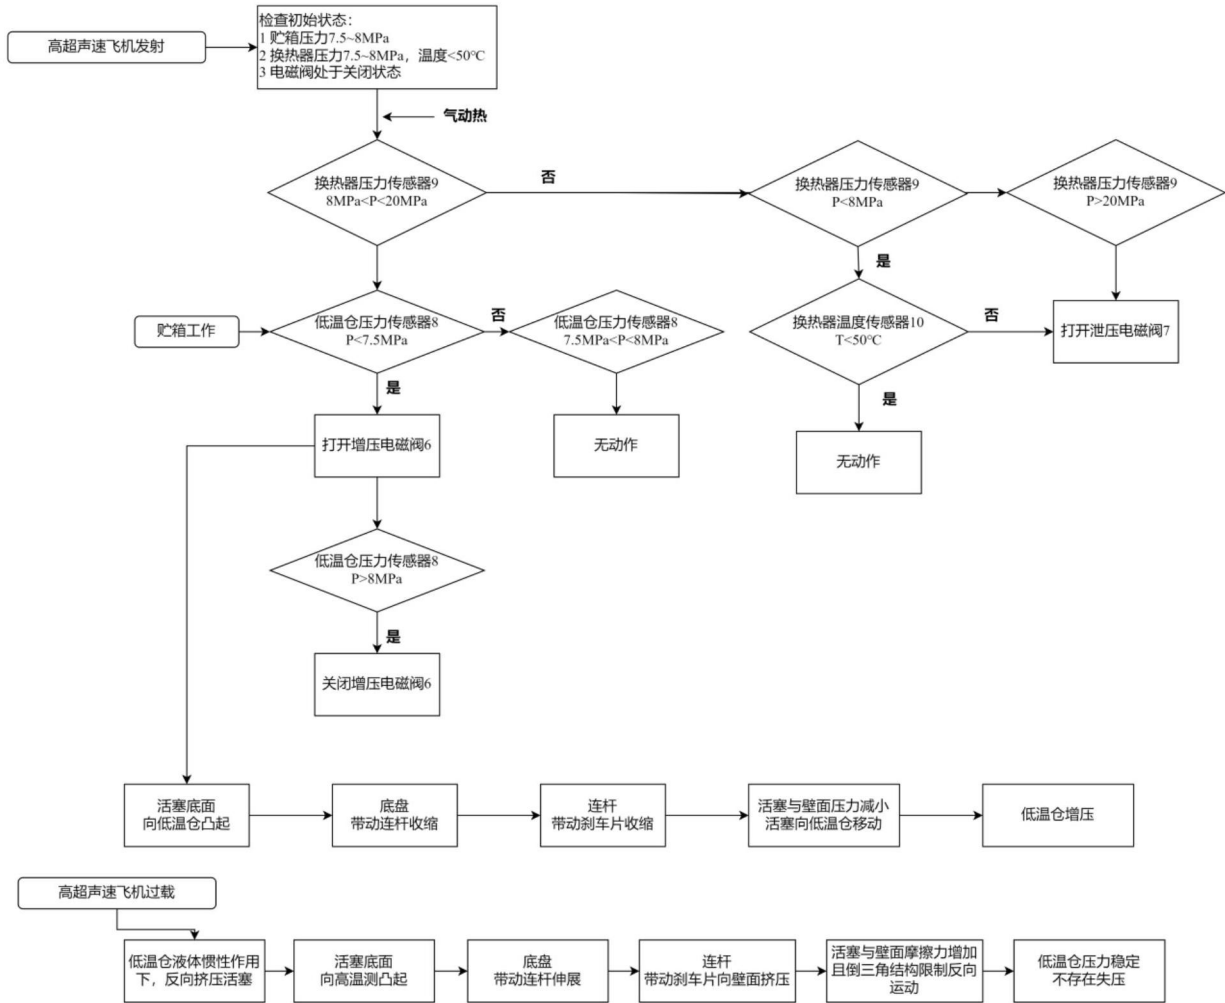 高超声速飞机发射
检查初始状态：
1 贮箱压力7.5~8MPa
2 换热器压力7.5~8MPa，温度<50℃
3 电磁阀处于关闭状态
气动热
换热器压力传感器9
8MPa<P<20MPa
否
换热器压力传感器9
P<8MPa
换热器压力传感器9
P>20MPa
是
贮箱工作
低温仓压力传感器8
P<7.5MPa
否
低温仓压力传感器8
7.5MPa<P<8MPa
换热器温度传感器10
T<50℃
否
打开泄压电磁阀7
是
是
打开增压电磁阀6
无动作
无动作
低温仓压力传感器8
P>8MPa
是
关闭增压电磁阀6
活塞底面
向低温仓凸起
底盘
带动连杆收缩
连杆
带动刹车片收缩
活塞与壁面压力减小
活塞向低温仓移动
低温仓增压
高超声速飞机过载
低温仓液体惯性作用
下，反向挤压活塞
活塞底面
向高温测凸起
底盘
带动连杆伸展
连杆
带动刹车片向壁面挤压
活塞与壁面摩擦力增加
且倒三角结构限制反向
运动
低温仓压力稳定
不存在失压